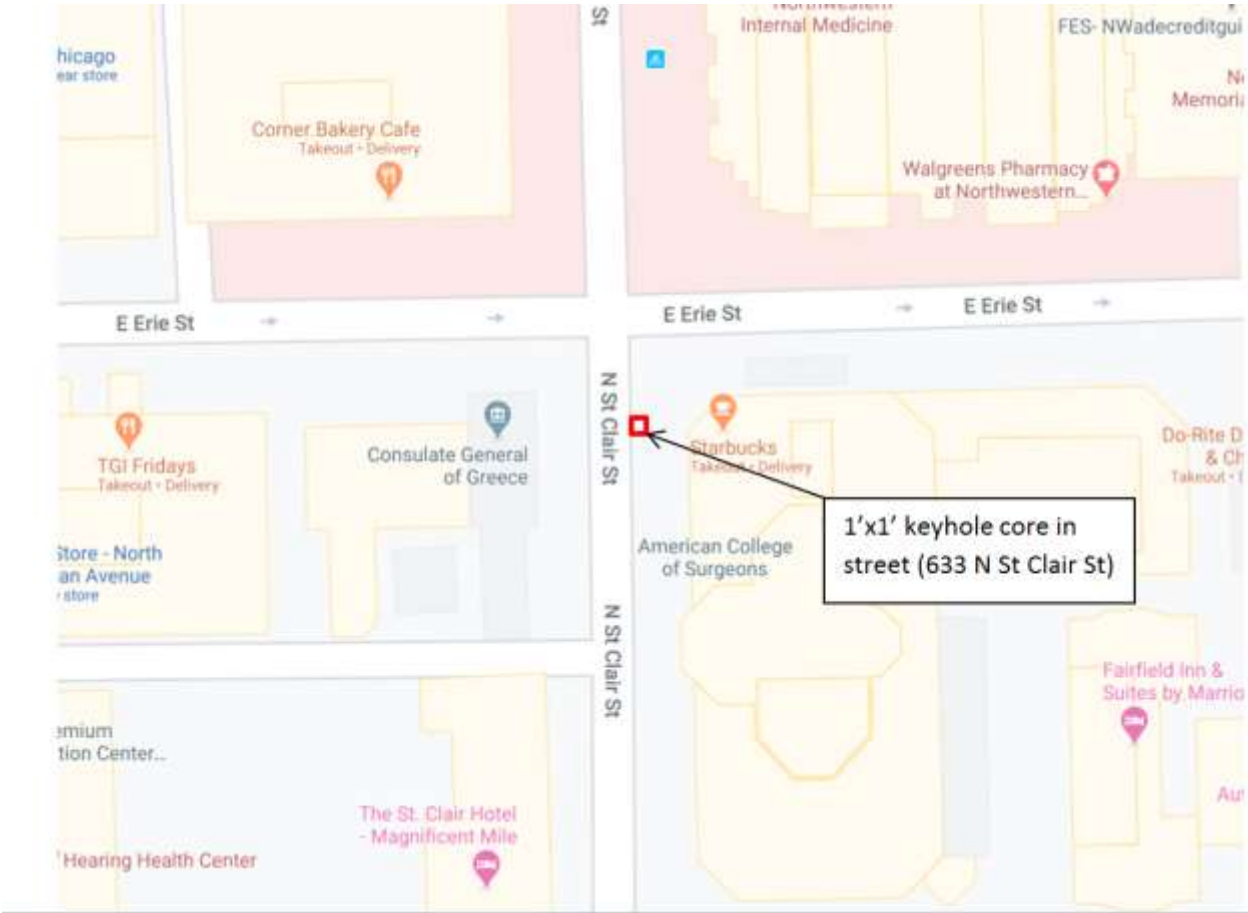 St
Internal Medicine
FES- NWadecreditgui
hicago
ear store
Memoria
Corner Bakery Cafe
Takeout • Delivery
Walgreens Pharmacy
at Northwestern...
E Erie St
E Erie St
E Erie St
N St Clair St
Starbucks
Takeout • Delivery
Do-Rite D
& Ch
Takeout •
TGI Fridays
Takeout • Delivery
Consulate General
of Greece
1'x1' keyhole core in
street (633 N St Clair St)
American College
of Surgeons
Store - North
an Avenue
store
N St Clair St
Fairfield Inn &
Suites by Marrio
emium
tion Center...
Au
The St. Clair Hotel
- Magnificent Mile
Hearing Health Center